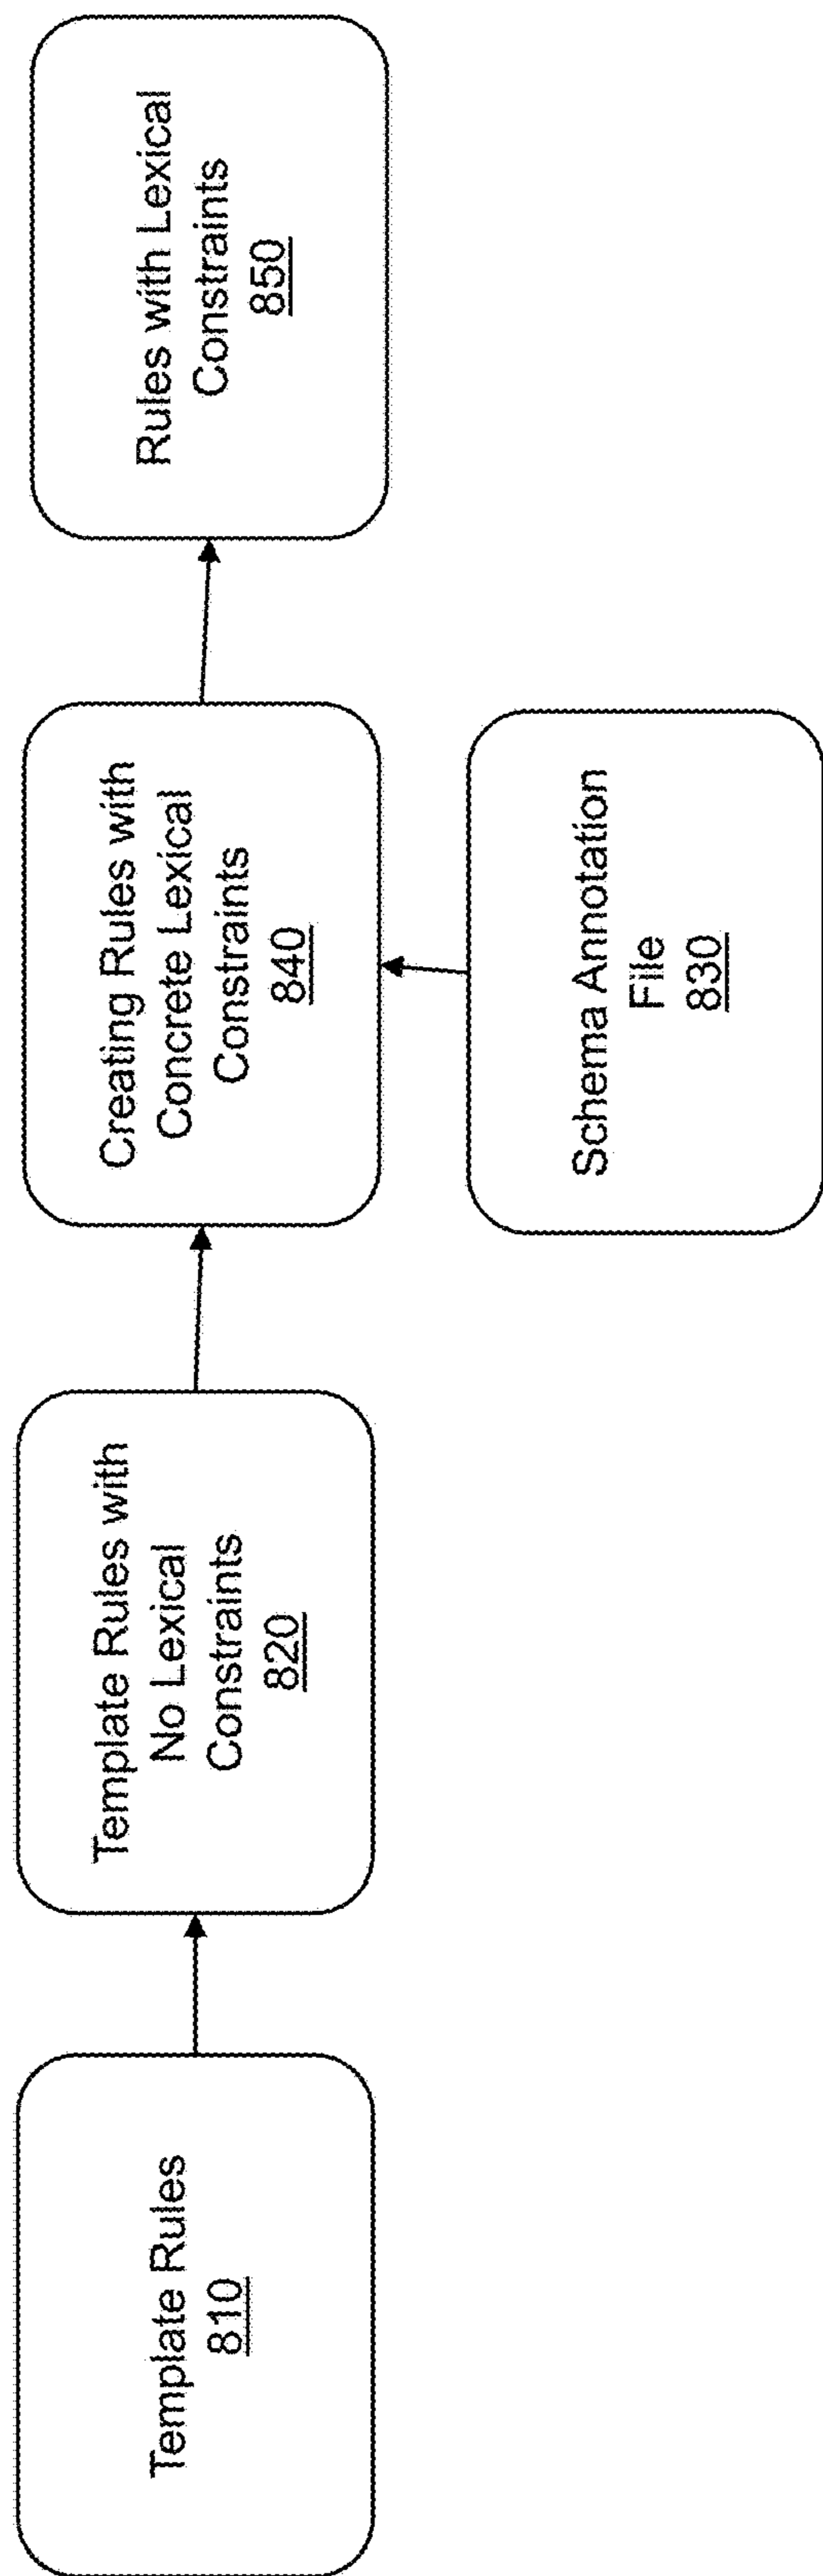 Template Rules
810
Template Rules with
No Lexical
Constraints
820
Creating Rules with
Concrete Lexical
Constraints
840
Schema Annotation
File
830
Rules with Lexical
Constraints
850